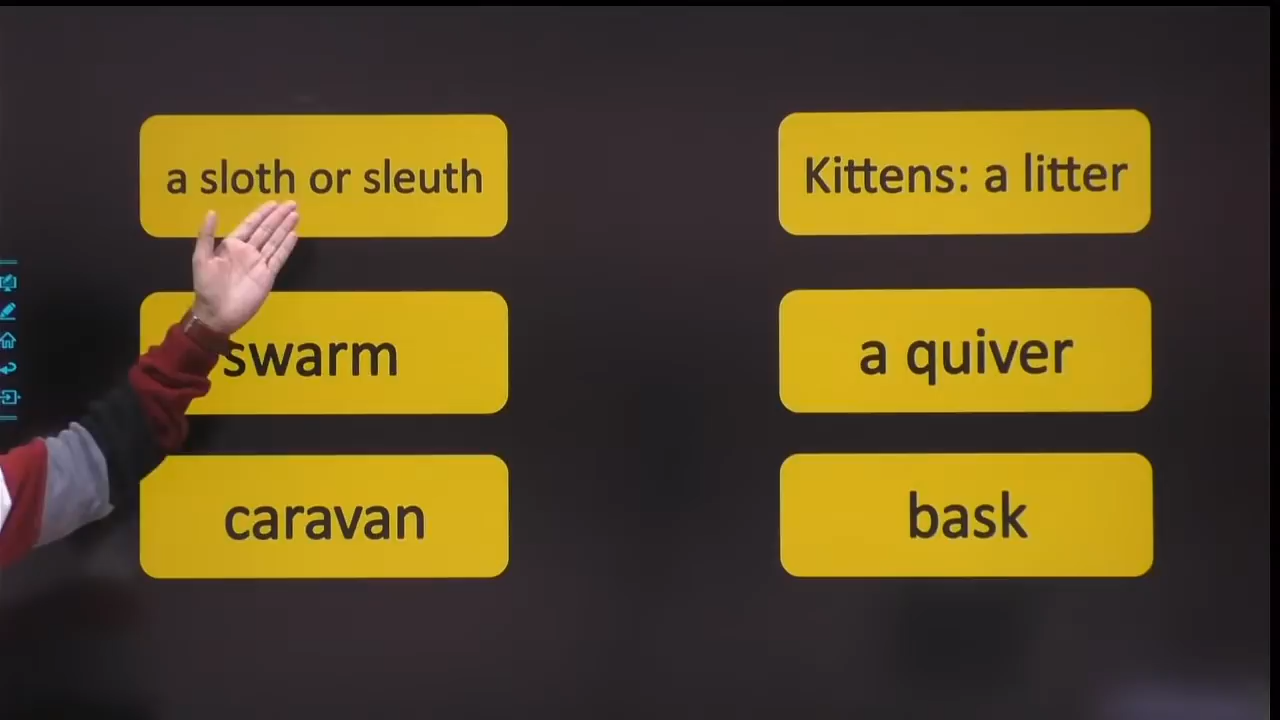 a sloth or sleuth
Kittens: a litter
swarm
a quiver
caravan
bask